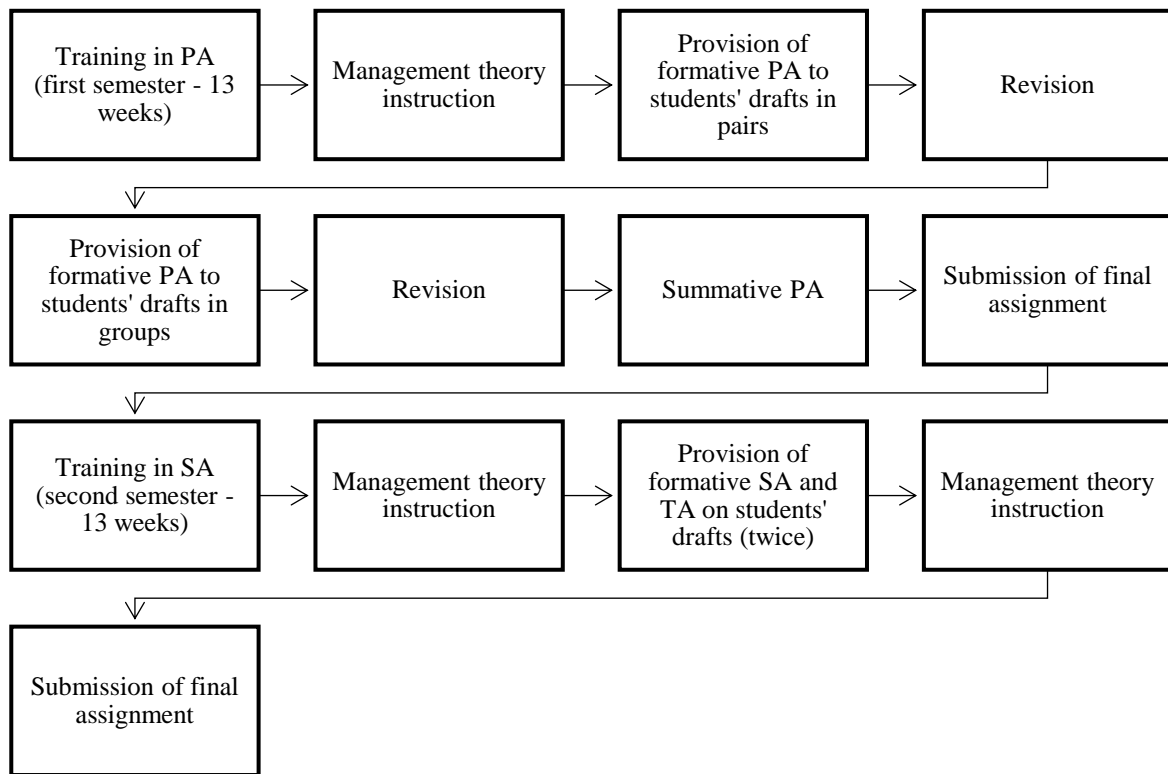 Training in PA
(first semester - 13
weeks)
Management theory
instruction
Provision of
formative PA to
students' drafts in
pairs
Revision
Provision of
formative PA to
students' drafts in
groups
Revision
Summative PA
Submission of final
assignment
Training in SA
(second semester -
13 weeks)
Management theory
instruction
Provision of
formative SA and
TA on students'
drafts (twice)
Management theory
instruction
Submission of final
assignment